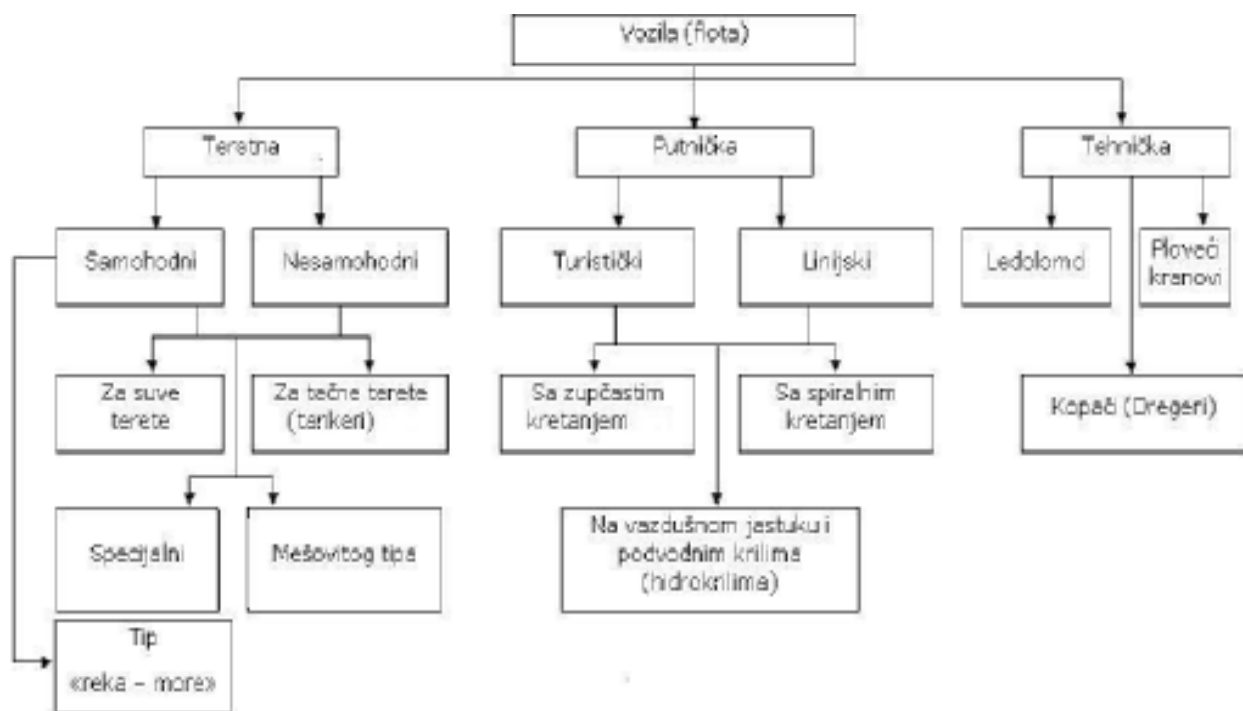 Vozila (flota)
Teretna
Putnička
Tehnička
Samohodni
Nesamohodni
Turistički
Linijski
Ledolomci
Ploveći
kranovi
Za suve
terete
Za tečne terete
(tankeri)
Sa zupčastim
kretanjem
Sa spiralnim
kretanjem
Kopači (Dregeri)
Specijalni
Mešovitog tipa
Na vazdušnom jastuku i
podvodnim krilima
(hidrokrilima)
Tip
«reka – more»